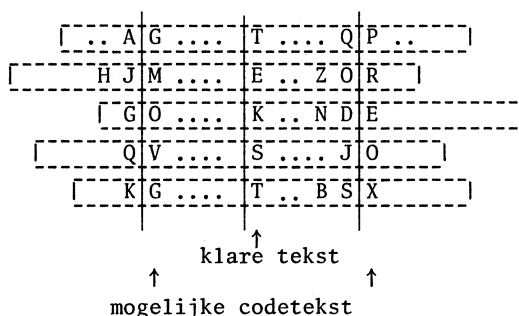 .. A G .... T .... Q P ..
H J M .... E .. Z O R
G O .... K .. N D E
Q V .... S .... J O
K G .... T .. B S X
↑
klare tekst
↑ ↑
mogelijke codetekst